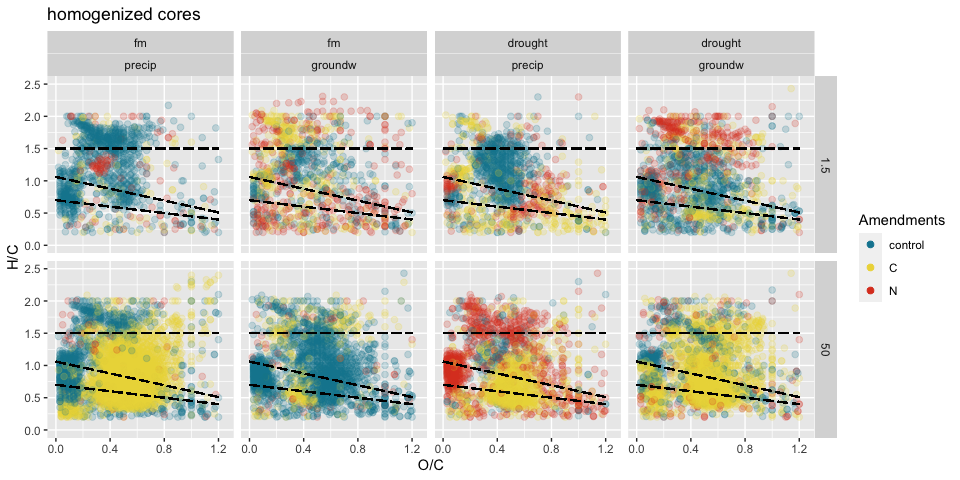 homogenized cores
fm fm drought drought
precip groundw precip groundw
2.5
2.0
1.5
1.0
0.5
0.0
1.5
H/C
2.5
2.0
1.5
1.0
0.5
0.0
50
0.0 0.4 0.8 1.2 0.0 0.4 0.8 1.2 0.0 0.4 0.8 1.2 0.0 0.4 0.8 1.2
O/C
Amendments
control
C
N